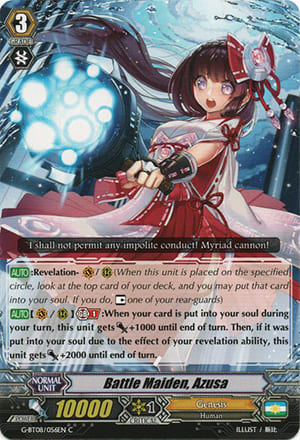 3
"I shall not permit any impolite conduct! Myriad cannon!"
AUTO:Revelation- / (When this unit is placed on the specified
circle, look at the top card of your deck, and you may put that card
into your soul. If you do, one of your rear-guards)
AUTO / 1 :When your card is put into your soul during
your turn, this unit gets +1000 until end of turn. Then, if it was
put into your soul due to the effect of your revelation ability, this
unit gets +2000 until end of turn.
NORMAL
UNIT
Battle Maiden, Azusa
POWER
10000
1
CRITICAL
Genesis
Human
G-BT08/056EN C
ILLUST /